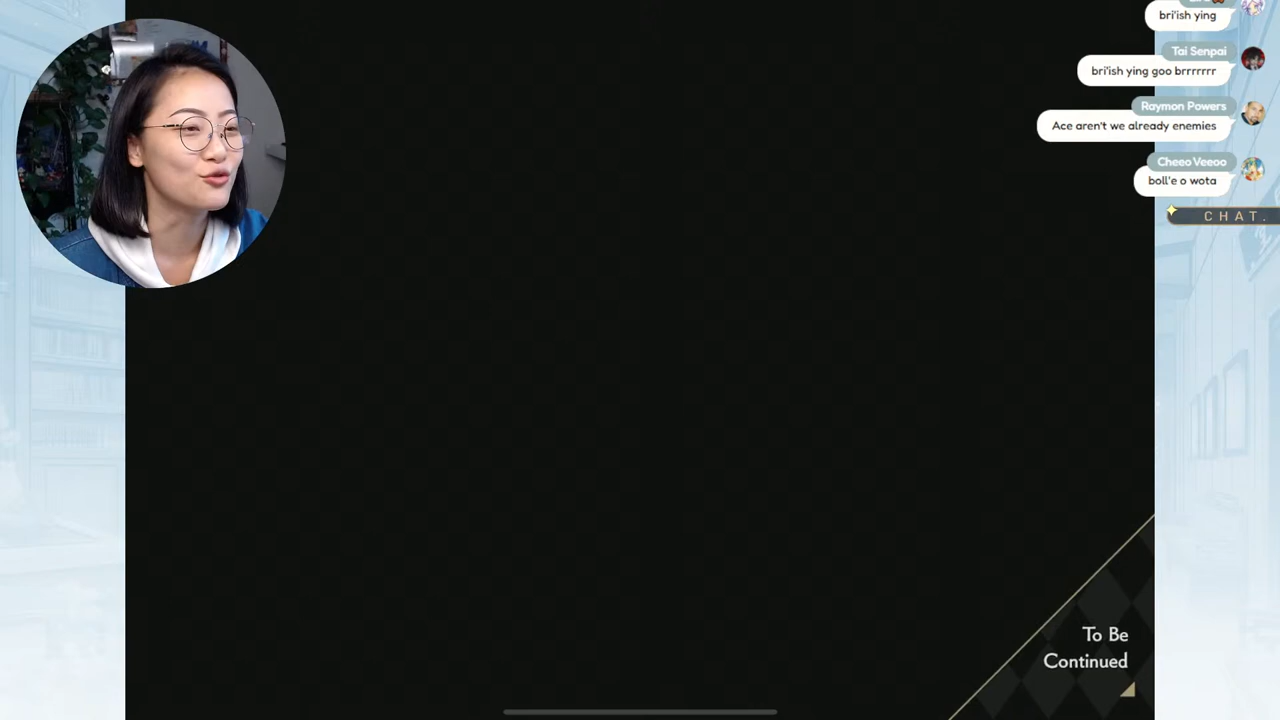 bri'ish ying
Tai Senpai
bri'ish ying goo brrrrrrr
Raymon Powers
Ace aren't we already enemies
Cheeo Veeoo
boll'e o wota
CHAT.
To Be
Continued